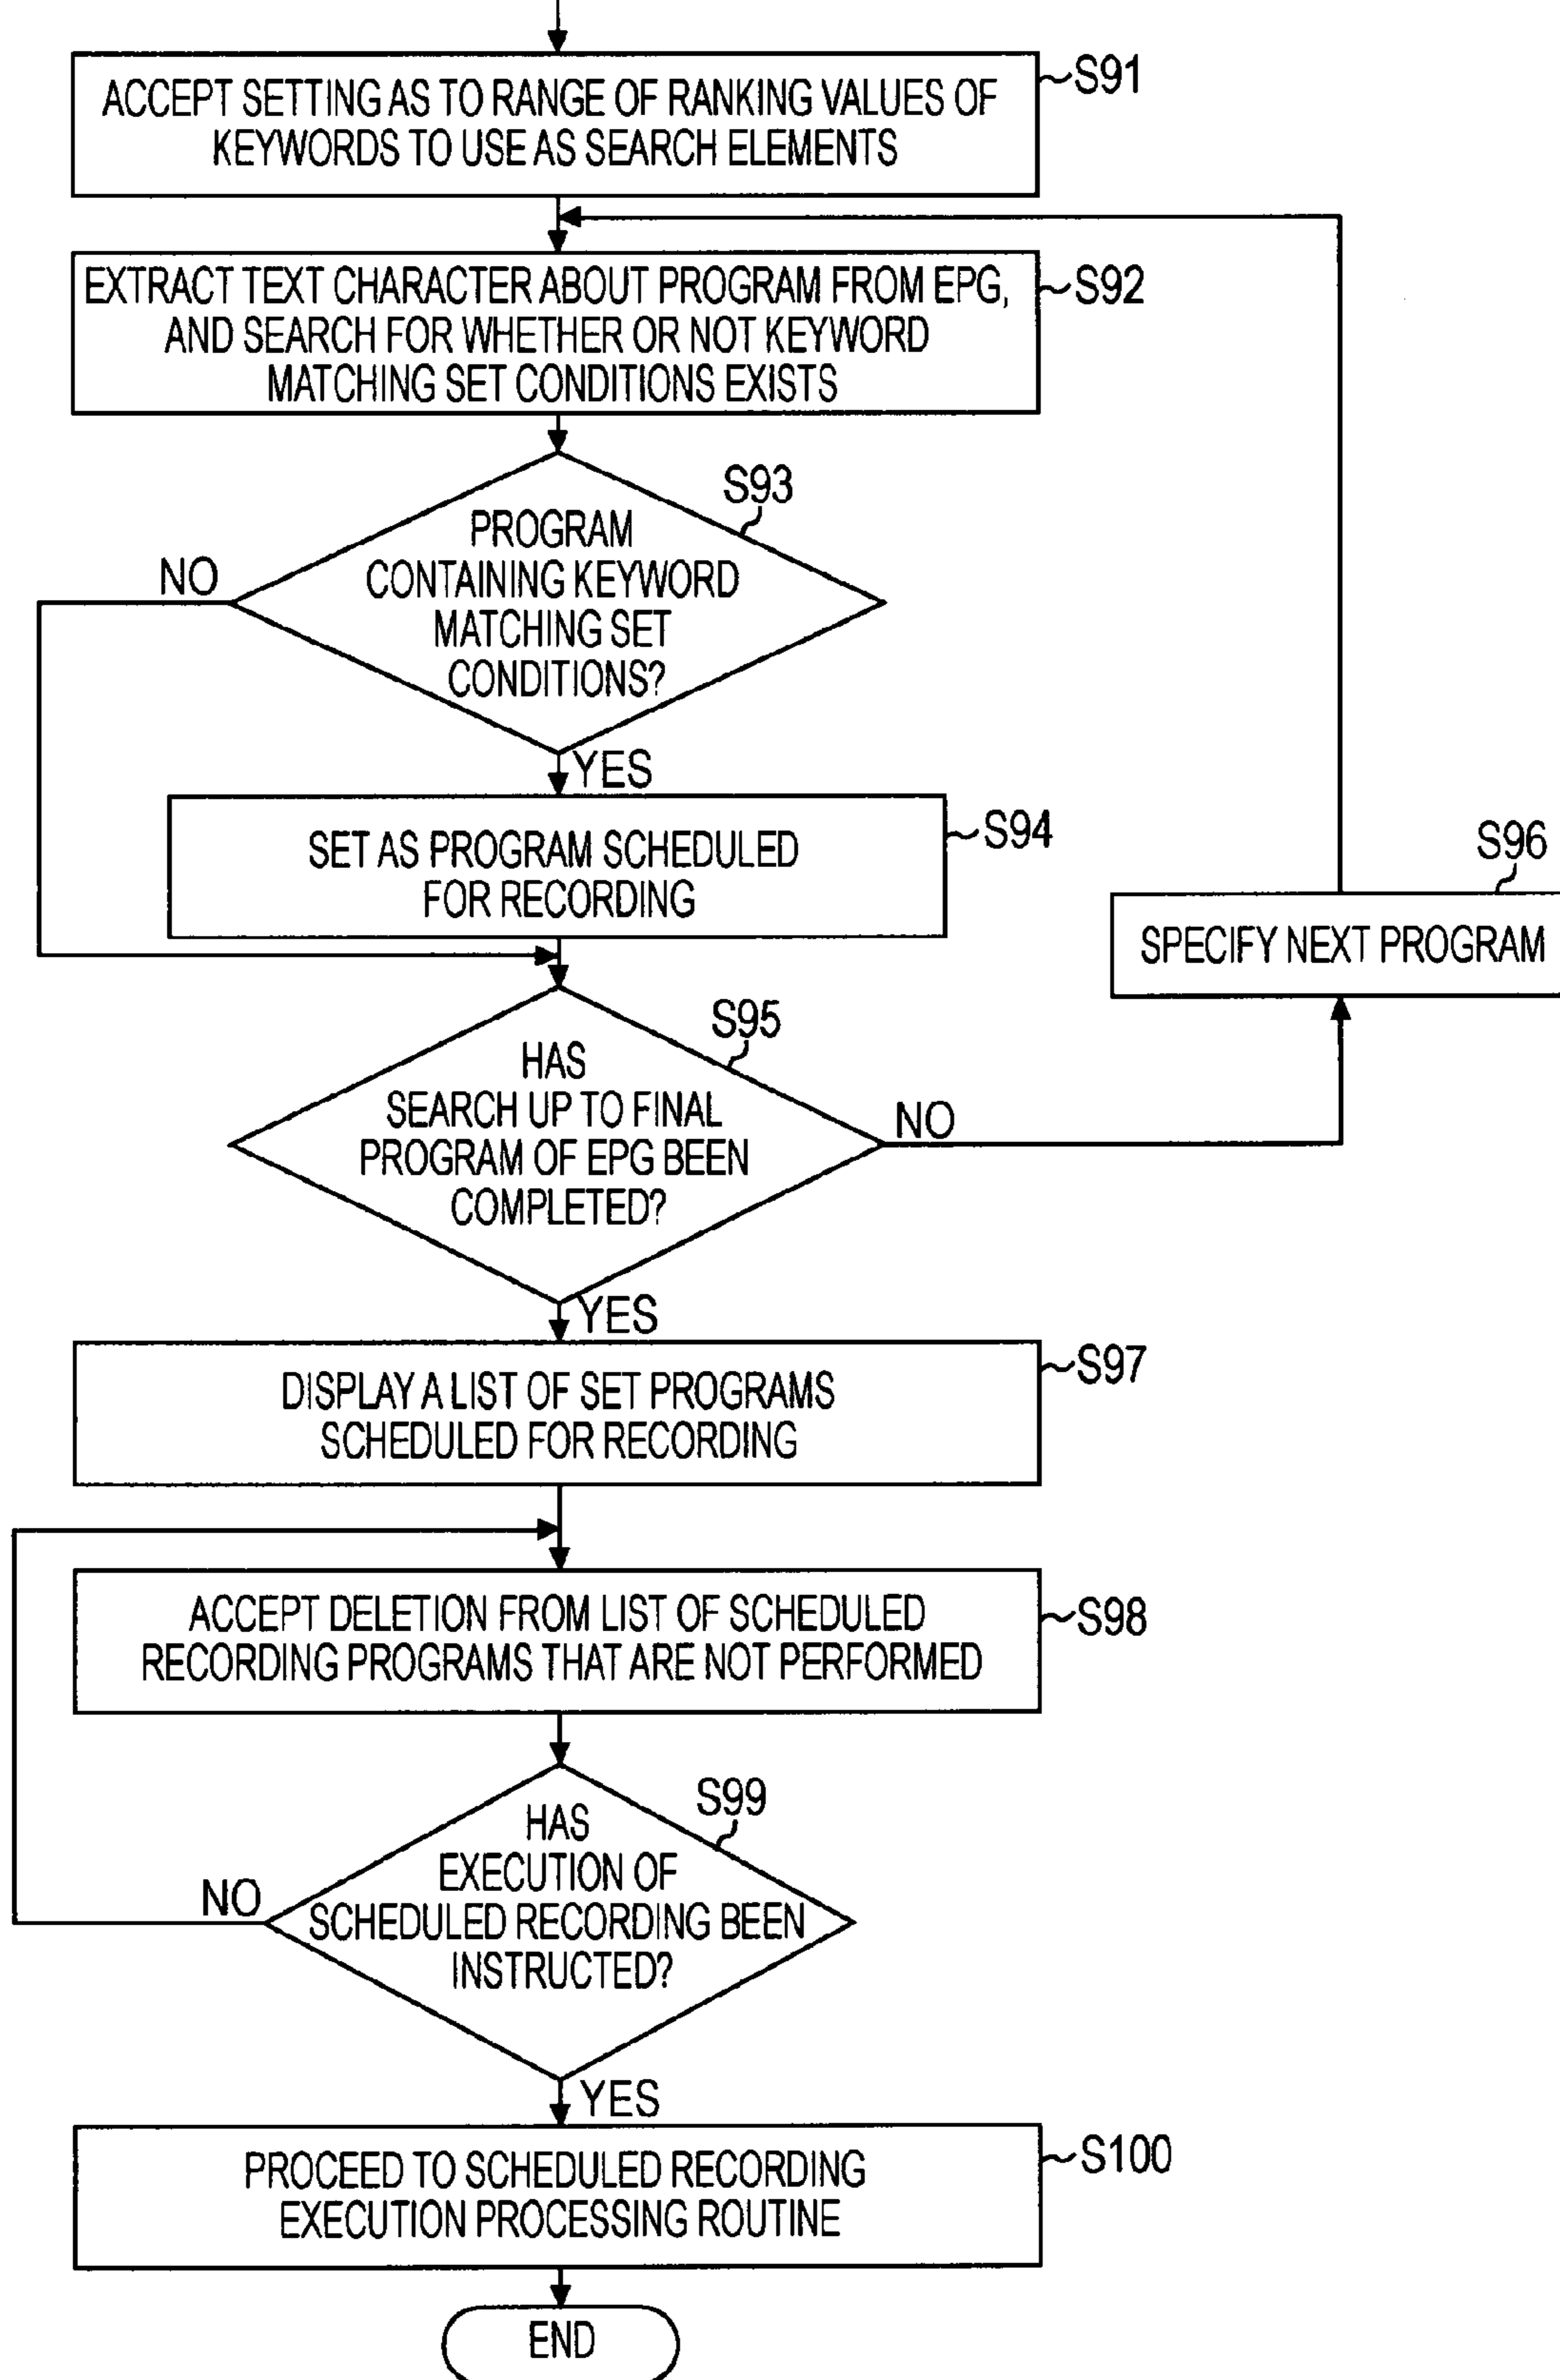 S91
ACCEPT SETTING AS TO RANGE OF RANKING VALUES OF
KEYWORDS TO USE AS SEARCH ELEMENTS
S92
EXTRACT TEXT CHARACTER ABOUT PROGRAM FROM EPG,
AND SEARCH FOR WHETHER OR NOT KEYWORD
MATCHING SET CONDITIONS EXISTS
S93
PROGRAM
CONTAINING KEYWORD
MATCHING SET
CONDITIONS?
NO
YES
S94
SET AS PROGRAM SCHEDULED
FOR RECORDING
S96
SPECIFY NEXT PROGRAM
S95
HAS
SEARCH UP TO FINAL
PROGRAM OF EPG BEEN
COMPLETED?
NO
YES
S97
DISPLAY A LIST OF SET PROGRAMS
SCHEDULED FOR RECORDING
S98
ACCEPT DELETION FROM LIST OF SCHEDULED
RECORDING PROGRAMS THAT ARE NOT PERFORMED
S99
HAS
EXECUTION OF
SCHEDULED RECORDING BEEN
INSTRUCTED?
NO
YES
S100
PROCEED TO SCHEDULED RECORDING
EXECUTION PROCESSING ROUTINE
END